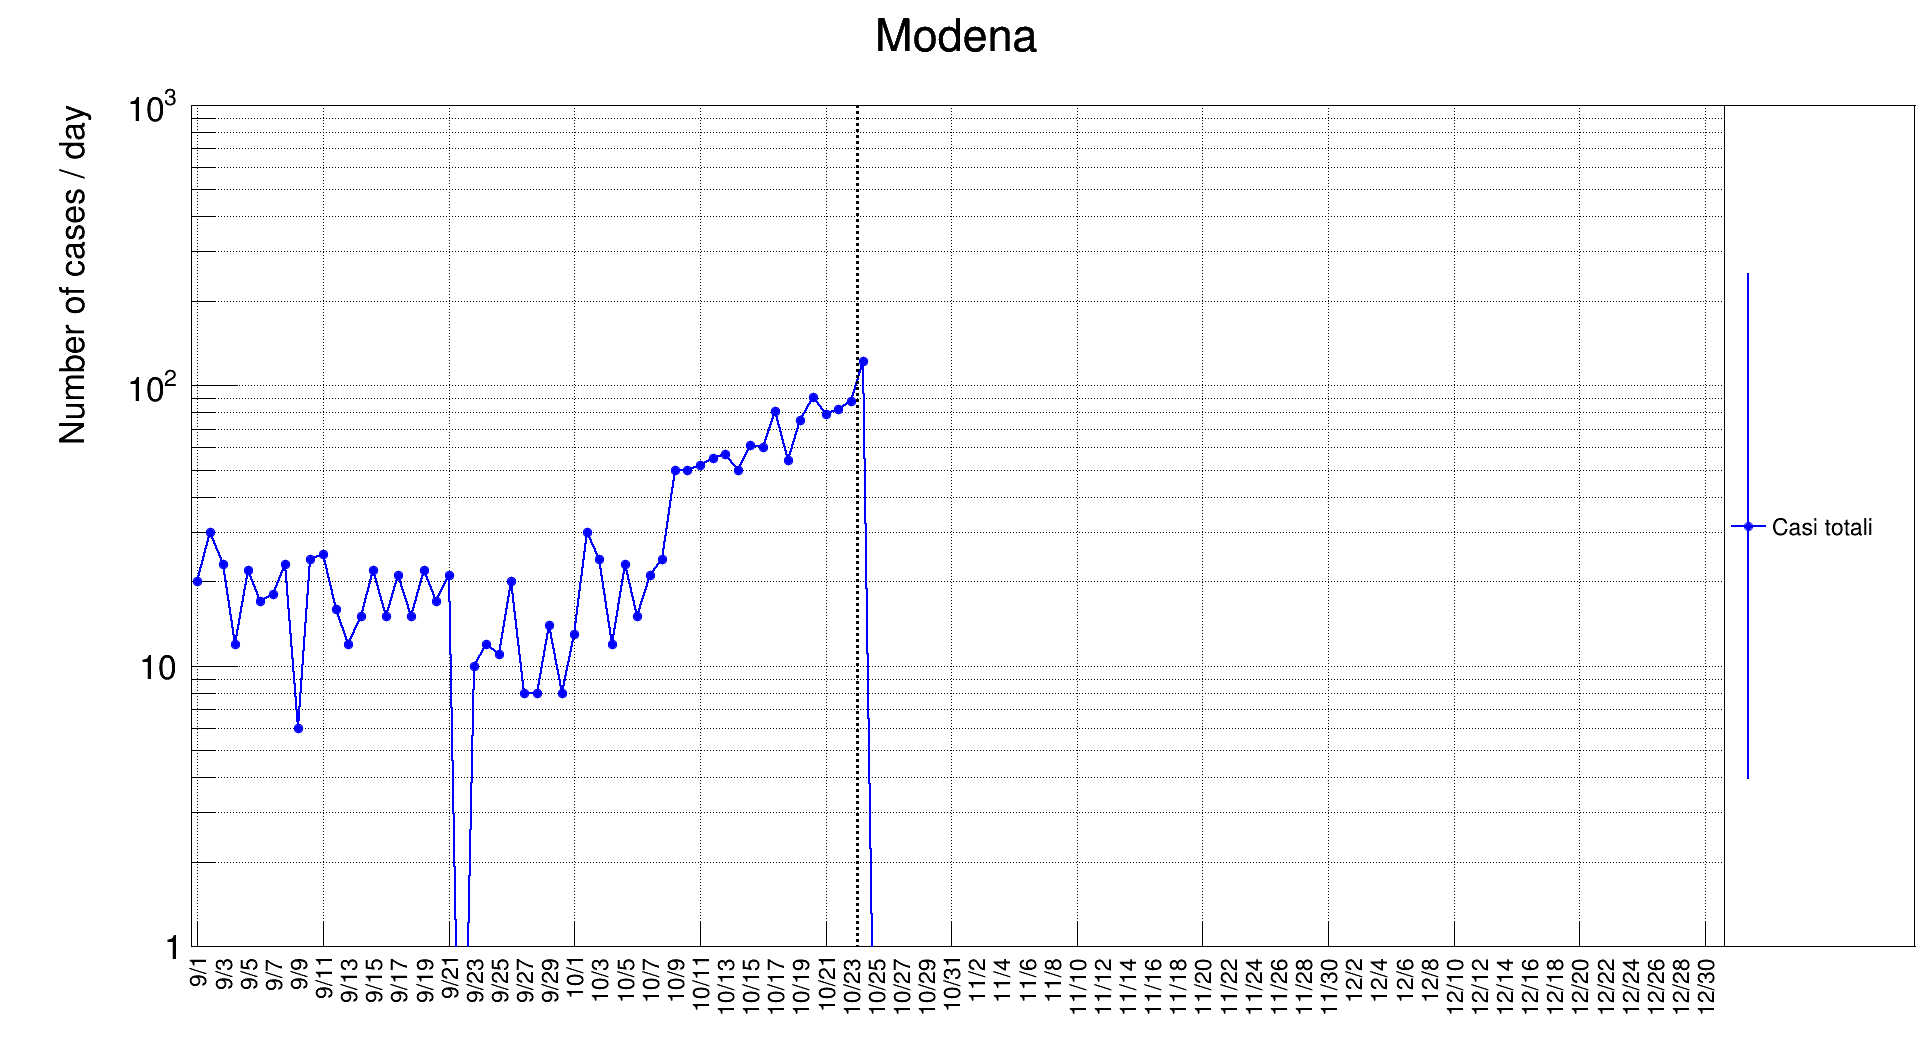 Modena
Number of cases / day
10³
10²
10
1
9/1 9/3 9/5 9/7 9/9 9/11 9/13 9/15 9/17 9/19 9/21 9/23 9/25 9/27 9/29 10/1 10/3 10/5 10/7 10/9 10/11 10/13 10/15 10/17 10/19 10/21 10/23 10/25 10/27 10/29 10/31 11/2 11/4 11/6 11/8 11/10 11/12 11/14 11/16 11/18 11/20 11/22 11/24 11/26 11/28 11/30 12/2 12/4 12/6 12/8 12/10 12/12 12/14 12/16 12/18 12/20 12/22 12/24 12/26 12/28 12/30
Casi totali